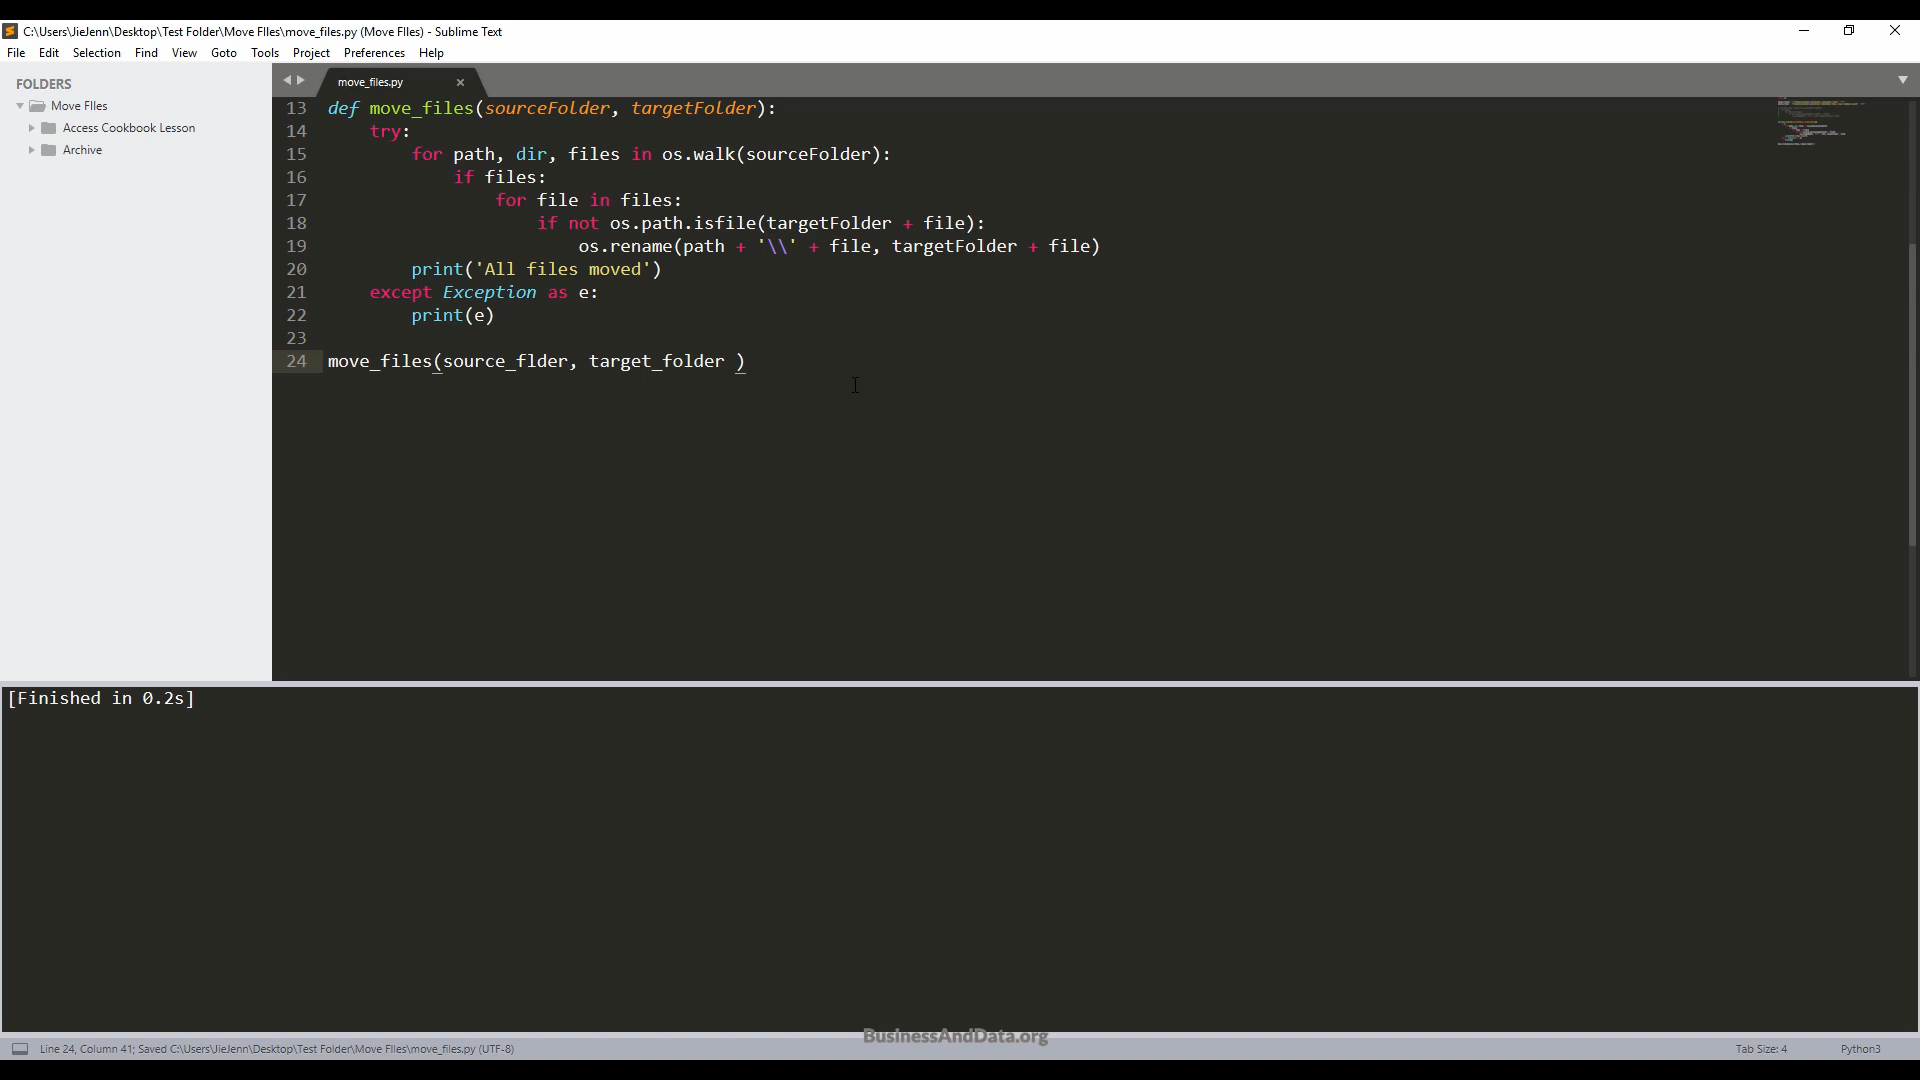 C:\Users\JieJenn\Desktop\Test Folder\Move FIles\move_files.py (Move FIles) - Sublime Text
File Edit Selection Find View Goto Tools Project Preferences Help
FOLDERS
Move FIles
Access Cookbook Lesson
Archive
move_files.py
13 def move_files(sourceFolder, targetFolder):
14     try:
15         for path, dir, files in os.walk(sourceFolder):
16             if files:
17                 for file in files:
18                     if not os.path.isfile(targetFolder + file):
19                         os.rename(path + '\\' + file, targetFolder + file)
20         print('All files moved')
21     except Exception as e:
22         print(e)
23
24 move_files(source_flder, target_folder )
[Finished in 0.2s]
BusinessAndData.org
Line 24, Column 41; Saved C:\Users\JieJenn\Desktop\Test Folder\Move FIles\move_files.py (UTF-8) Tab Size: 4 Python3